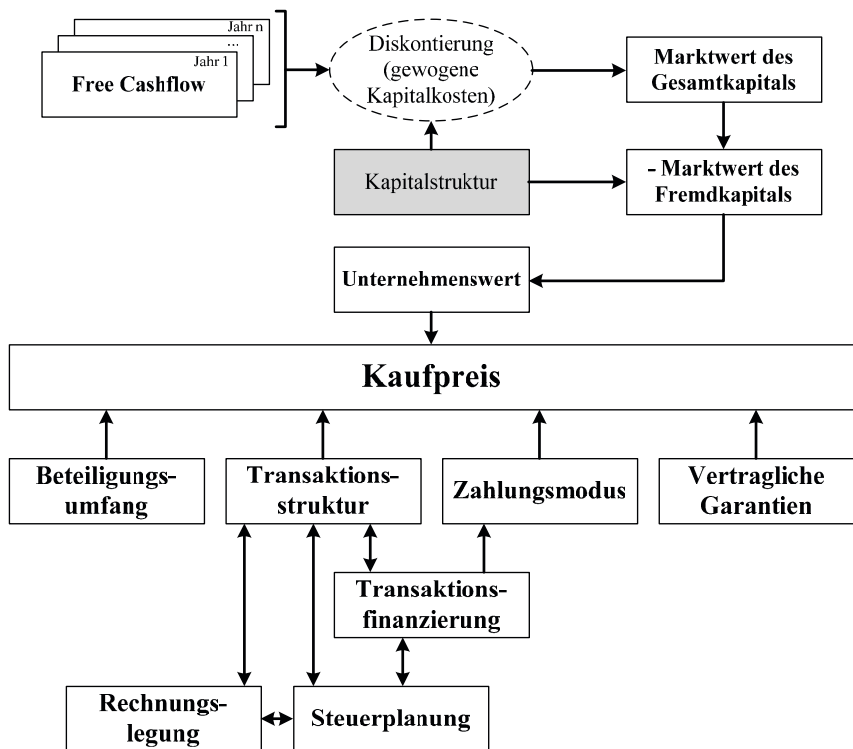 Jahr n
...
Jahr 1
Free Cashflow
Diskontierung
(gewogene
Kapitalkosten)
Marktwert des
Gesamtkapitals
Kapitalstruktur
- Marktwert des
Fremdkapitals
Unternehmenswert
Kaufpreis
Beteiligungs-
umfang
Transaktions-
struktur
Zahlungsmodus
Vertragliche
Garantien
Transaktions-
finanzierung
Rechnungs-
legung
Steuerplanung